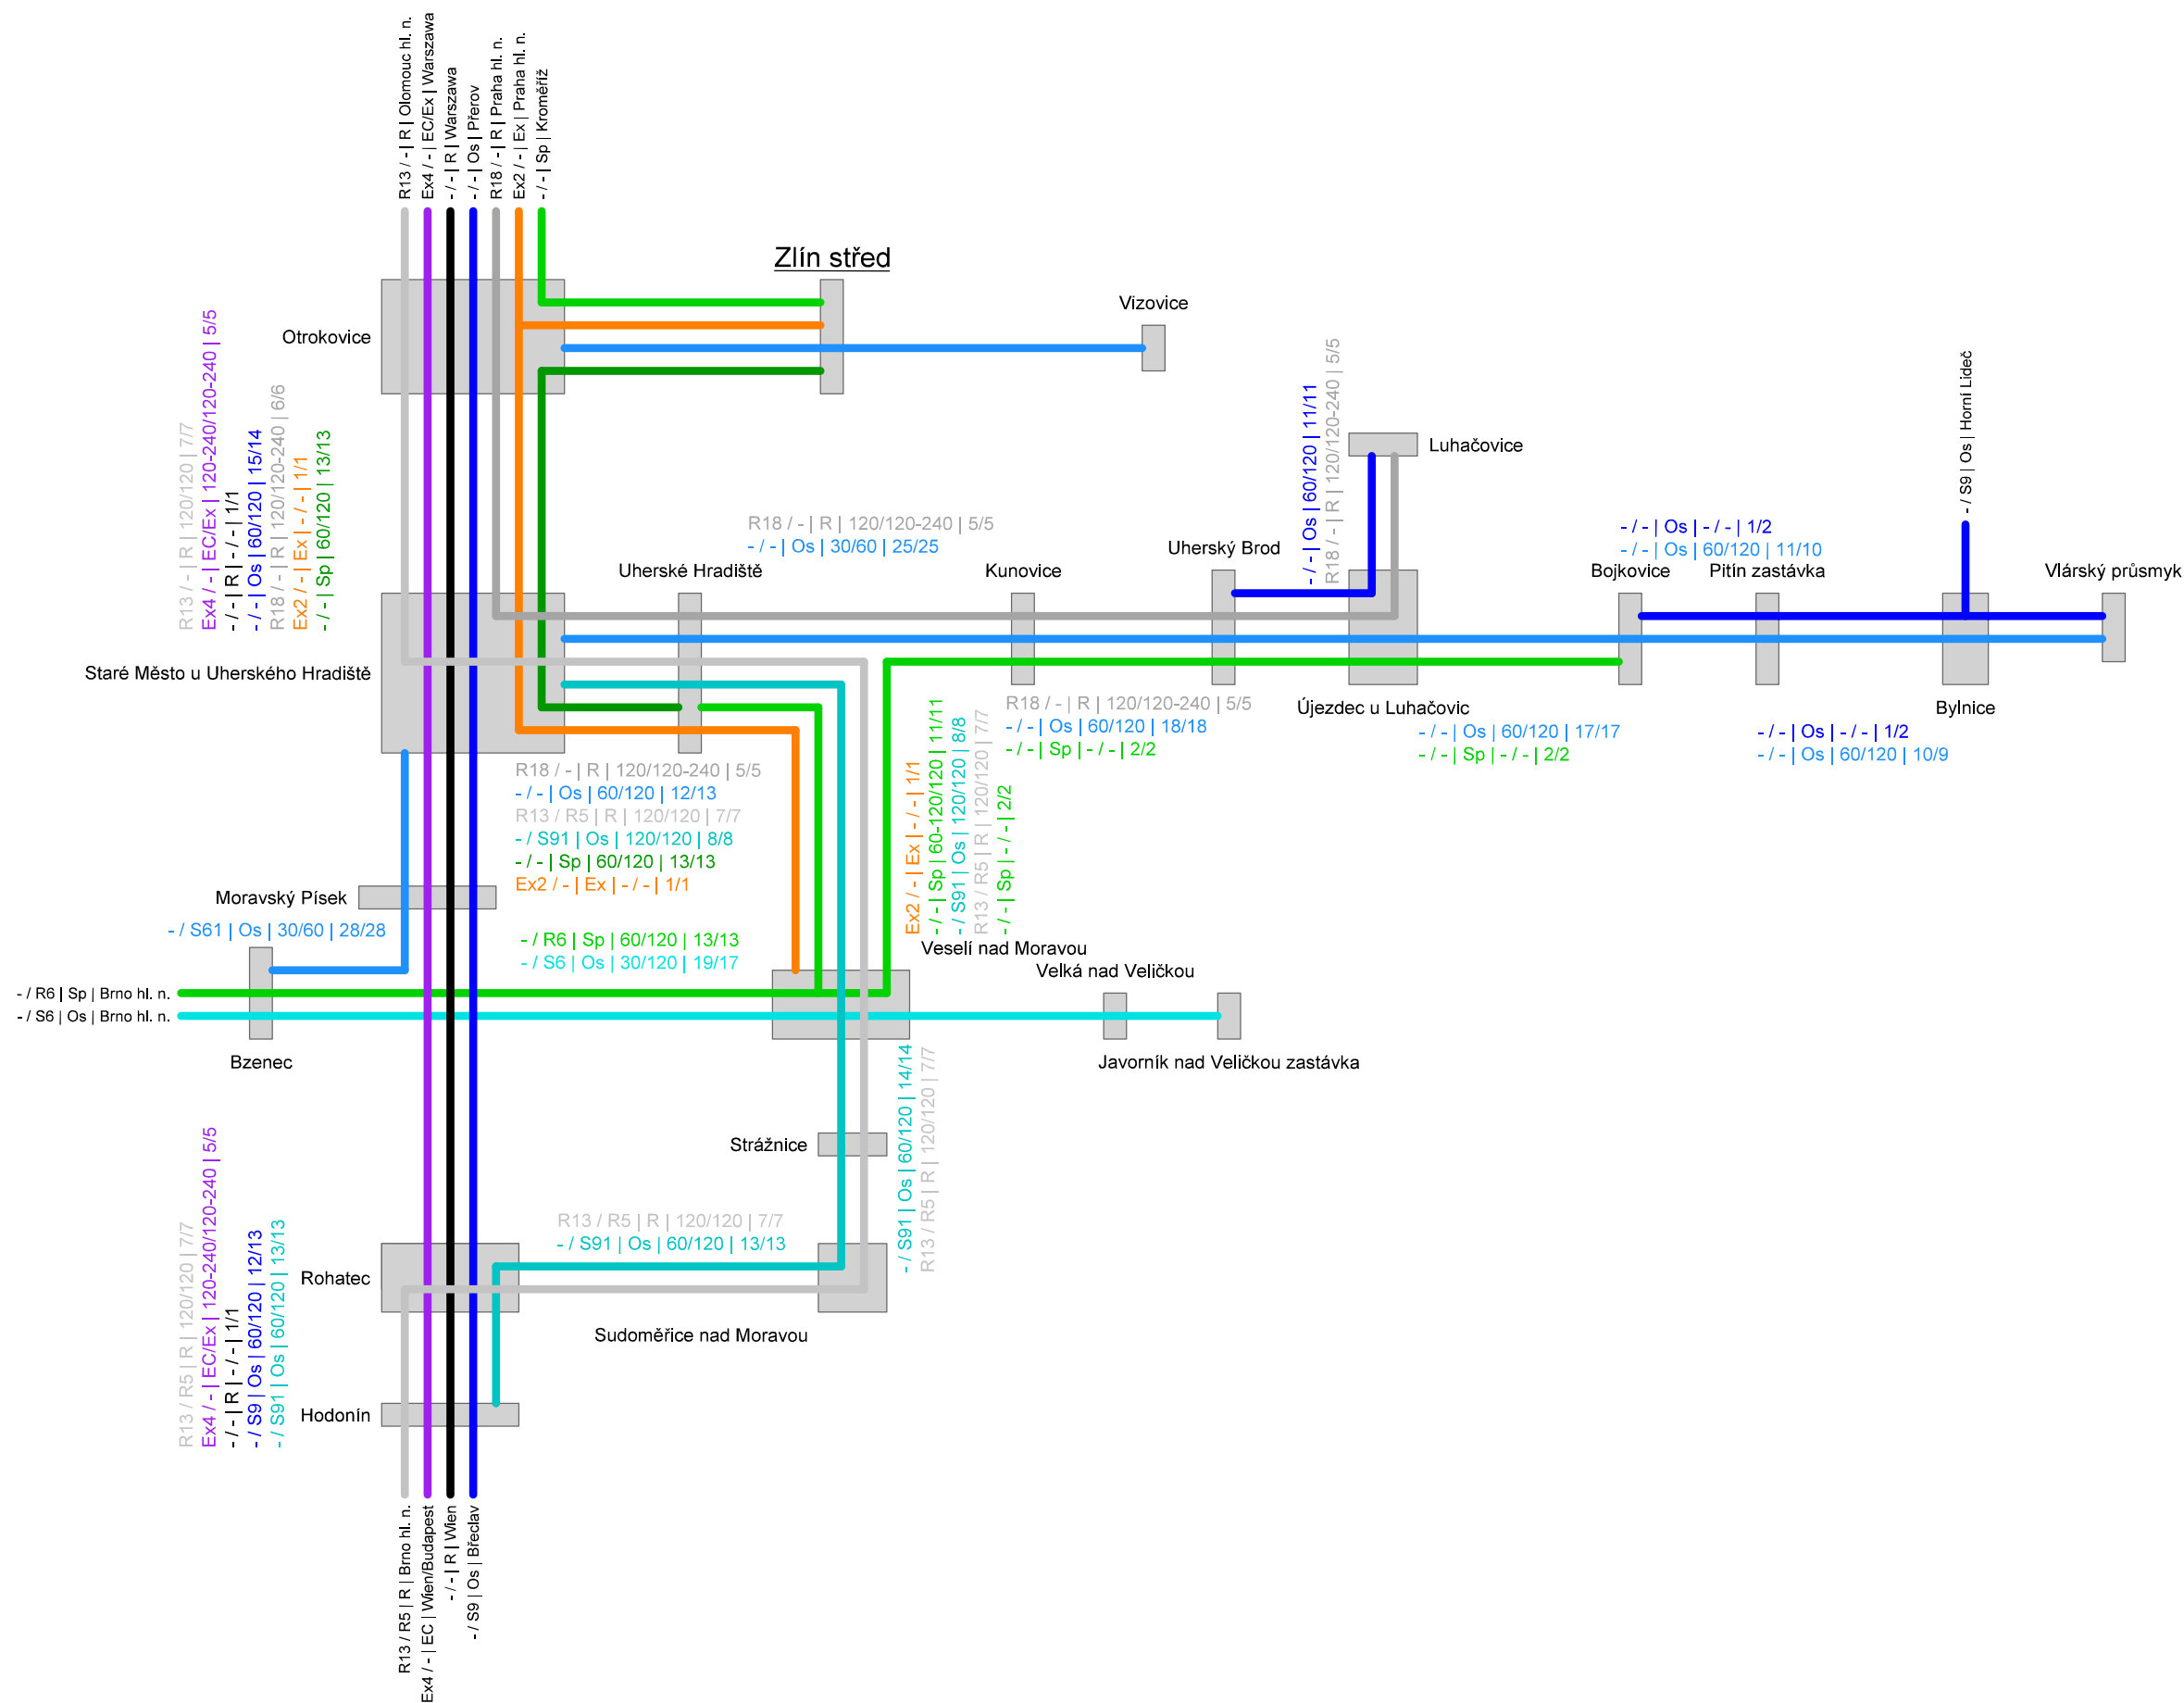 R13 / - | R | Olomouc hl. n.
Ex4 / - | EC/Ex | Warszawa
- / - | R | Warszawa
- / - | Os | Přerov
R18 / - | R | Praha hl. n.
Ex2 / - | Ex | Praha hl. n.
- / - | Sp | Kroměříž
Zlín střed
Vizovice
Otrokovice
R13 / - | R | 120/120 | 7/7
Ex4 / - | EC/Ex | 120-240/120-240 | 5/5
- / - | R | - / - | 1/1
- / - | Os | 60/120 | 15/14
R18 / - | R | 120/120-240 | 6/6
Ex2 / - | Ex | - / - | 1/1
- / - | Sp | 60/120 | 13/13
- / - | Os | 60/120 | 11/11
R18 / - | R | 120/120-240 | 5/5
Luhačovice
- / S9 | Os | Horní Lideč
R18 / - | R | 120/120-240 | 5/5
- / - | Os | 30/60 | 25/25
- / - | Os | - / - | 1/2
- / - | Os | 60/120 | 11/10
Uherské Hradiště
Kunovice
Uherský Brod
Bojkovice
Pitín zastávka
Vlárský průsmyk
Staré Město u Uherského Hradiště
Újezdec u Luhačovic
Bylnice
R18 / - | R | 120/120-240 | 5/5
- / - | Os | 60/120 | 18/18
- / - | Sp | - / - | 2/2
- / - | Os | 60/120 | 17/17
- / - | Sp | - / - | 2/2
- / - | Os | - / - | 1/2
- / - | Os | 60/120 | 10/9
R18 / - | R | 120/120-240 | 5/5
- / - | Os | 60/120 | 12/13
R13 / R5 | R | 120/120 | 7/7
- / S91 | Os | 120/120 | 8/8
- / - | Sp | 60/120 | 13/13
Ex2 / - | Ex | - / - | 1/1
Ex2 / - | Ex | - / - | 1/1
- / - | Sp | 60-120/120 | 11/11
- / S91 | Os | 120/120 | 8/8
R13 / R5 | R | 120/120 | 7/7
- / - | Sp | - / - | 2/2
Moravský Písek
- / S61 | Os | 30/60 | 28/28
- / R6 | Sp | 60/120 | 13/13
- / S6 | Os | 30/120 | 19/17
Veselí nad Moravou
Velká nad Veličkou
- / R6 | Sp | Brno hl. n.
- / S6 | Os | Brno hl. n.
Bzenec
Javorník nad Veličkou zastávka
- / S91 | Os | 60/120 | 14/14
R13 / R5 | R | 120/120 | 7/7
Strážnice
R13 / R5 | R | 120/120 | 7/7
- / S91 | Os | 60/120 | 13/13
R13 / R5 | R | 120/120 | 7/7
Ex4 / - | EC/Ex | 120-240/120-240 | 5/5
- / - | R | - / - | 1/1
- / S9 | Os | 60/120 | 12/13
- / S91 | Os | 60/120 | 13/13
Rohatec
Sudoměřice nad Moravou
Hodonín
R13 / R5 | R | Brno hl. n.
Ex4 / - | EC | Wien/Budapest
- / - | R | Wien
- / S9 | Os | Břeclav